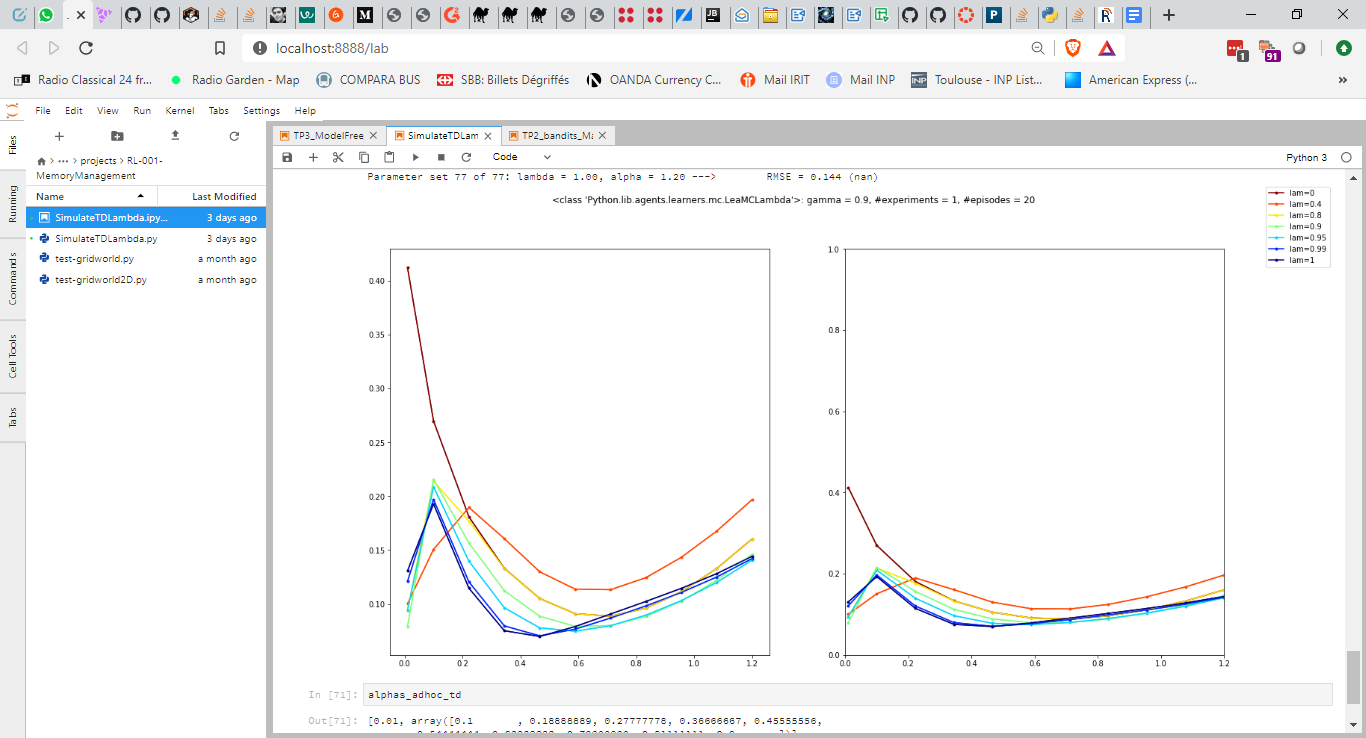 localhost:8888/lab
1
91
Radio Classical 24 fr...
Radio Garden - Map
COMPARA BUS
SBB: Billets Dégriffés
OANDA Currency C...
Mail IRIT
Mail INP
Toulouse - INP List...
American Express (...
»
File Edit View Run Kernel Tabs Settings Help
Files
Running
Commands
Cell Tools
Tabs
> ••• > projects > RL-001-
MemoryManagement
Name Last Modified
SimulateTDLambda.ipy... 3 days ago
SimulateTDLambda.py 3 days ago
test-gridworld.py a month ago
test-gridworld2D.py a month ago
TP3_ModelFree
SimulateTDLam
TP2_bandits_Ma
Code
Python 3
Parameter set 77 of 77: lambda = 1.00, alpha = 1.20 ---> RMSE = 0.144 (nan)
<class 'Python.lib.agents.learners.mc.LeaMCLambda'>: gamma = 0.9, #experiments = 1, #episodes = 20
lam=0
lam=0.4
lam=0.8
lam=0.9
lam=0.95
lam=0.99
lam=1
0.40
0.35
0.30
0.25
0.20
0.15
0.10
0.0 0.2 0.4 0.6 0.8 1.0 1.2
1.0
0.8
0.6
0.4
0.2
0.0
0.0 0.2 0.4 0.6 0.8 1.0 1.2
In [71]: alphas_adhoc_td
Out[71]: [0.01, array([0.1 , 0.18888889, 0.27777778, 0.36666667, 0.45555556,